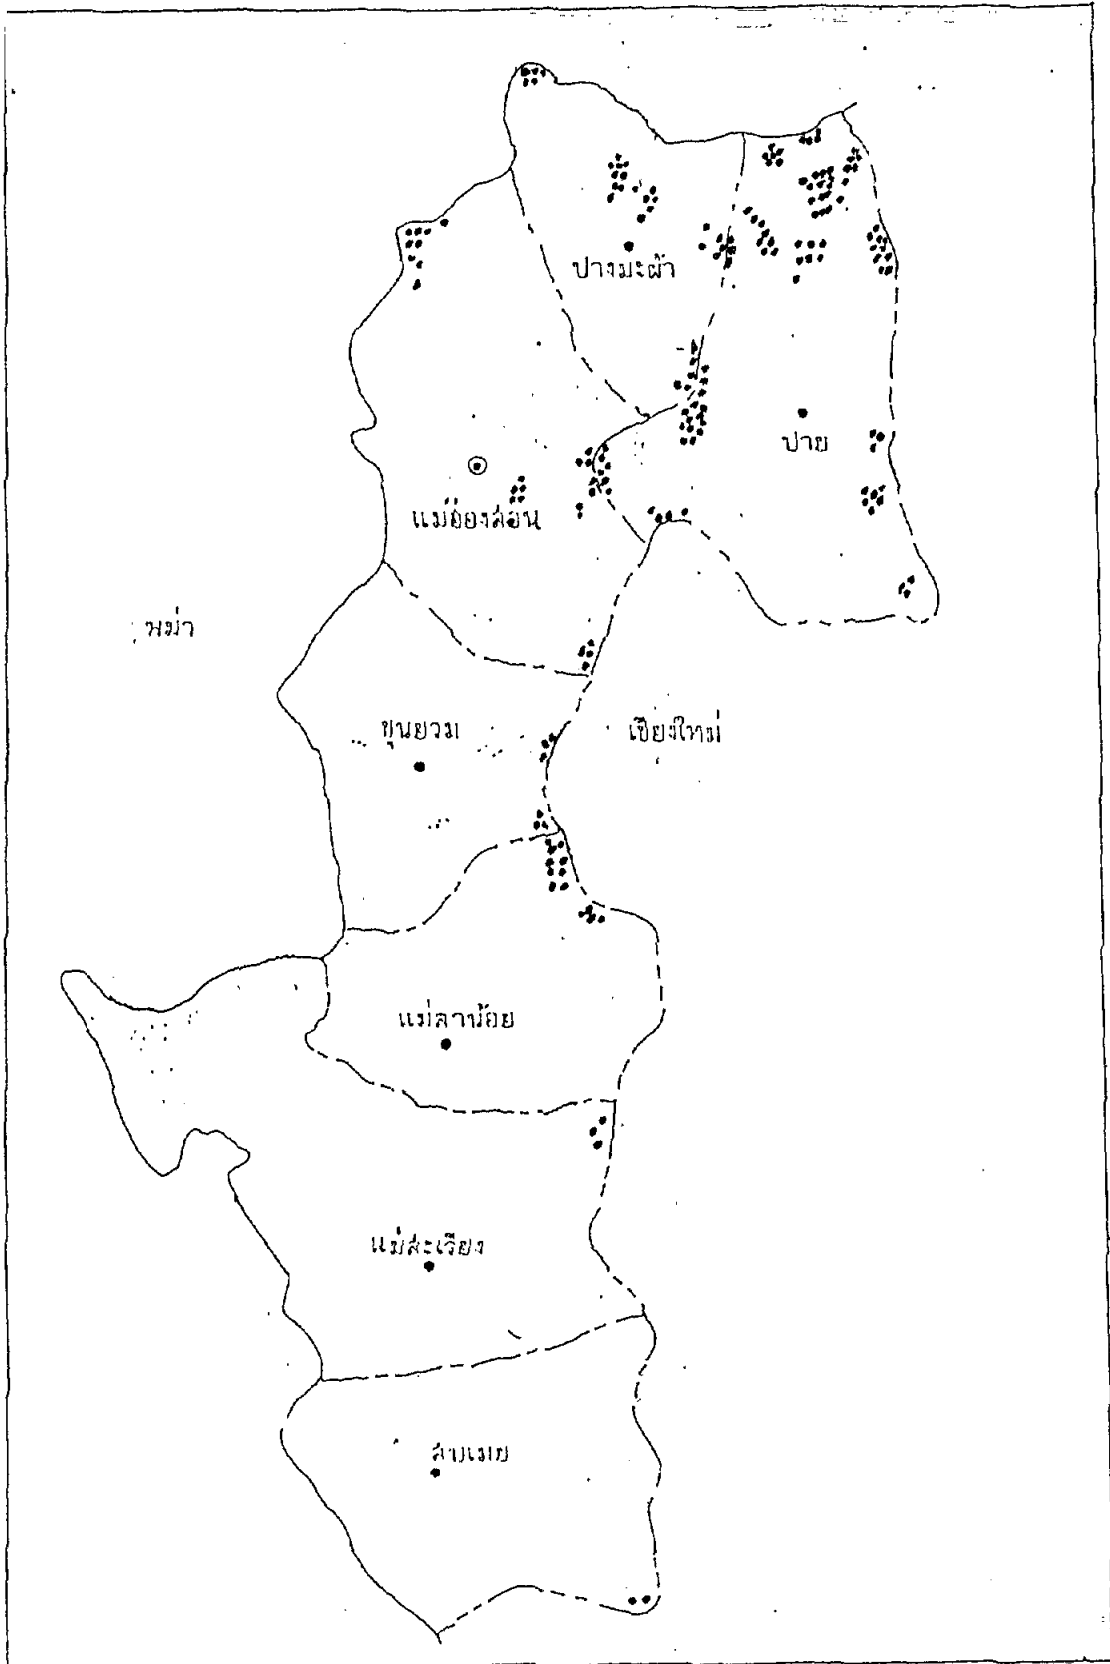 ปางมะผ้า
ปาย
แม่ฮ่องสอน
พม่า
ขุนยวม
เชียงใหม่
แม่ลาน้อย
แม่สะเรียง
สบเมย